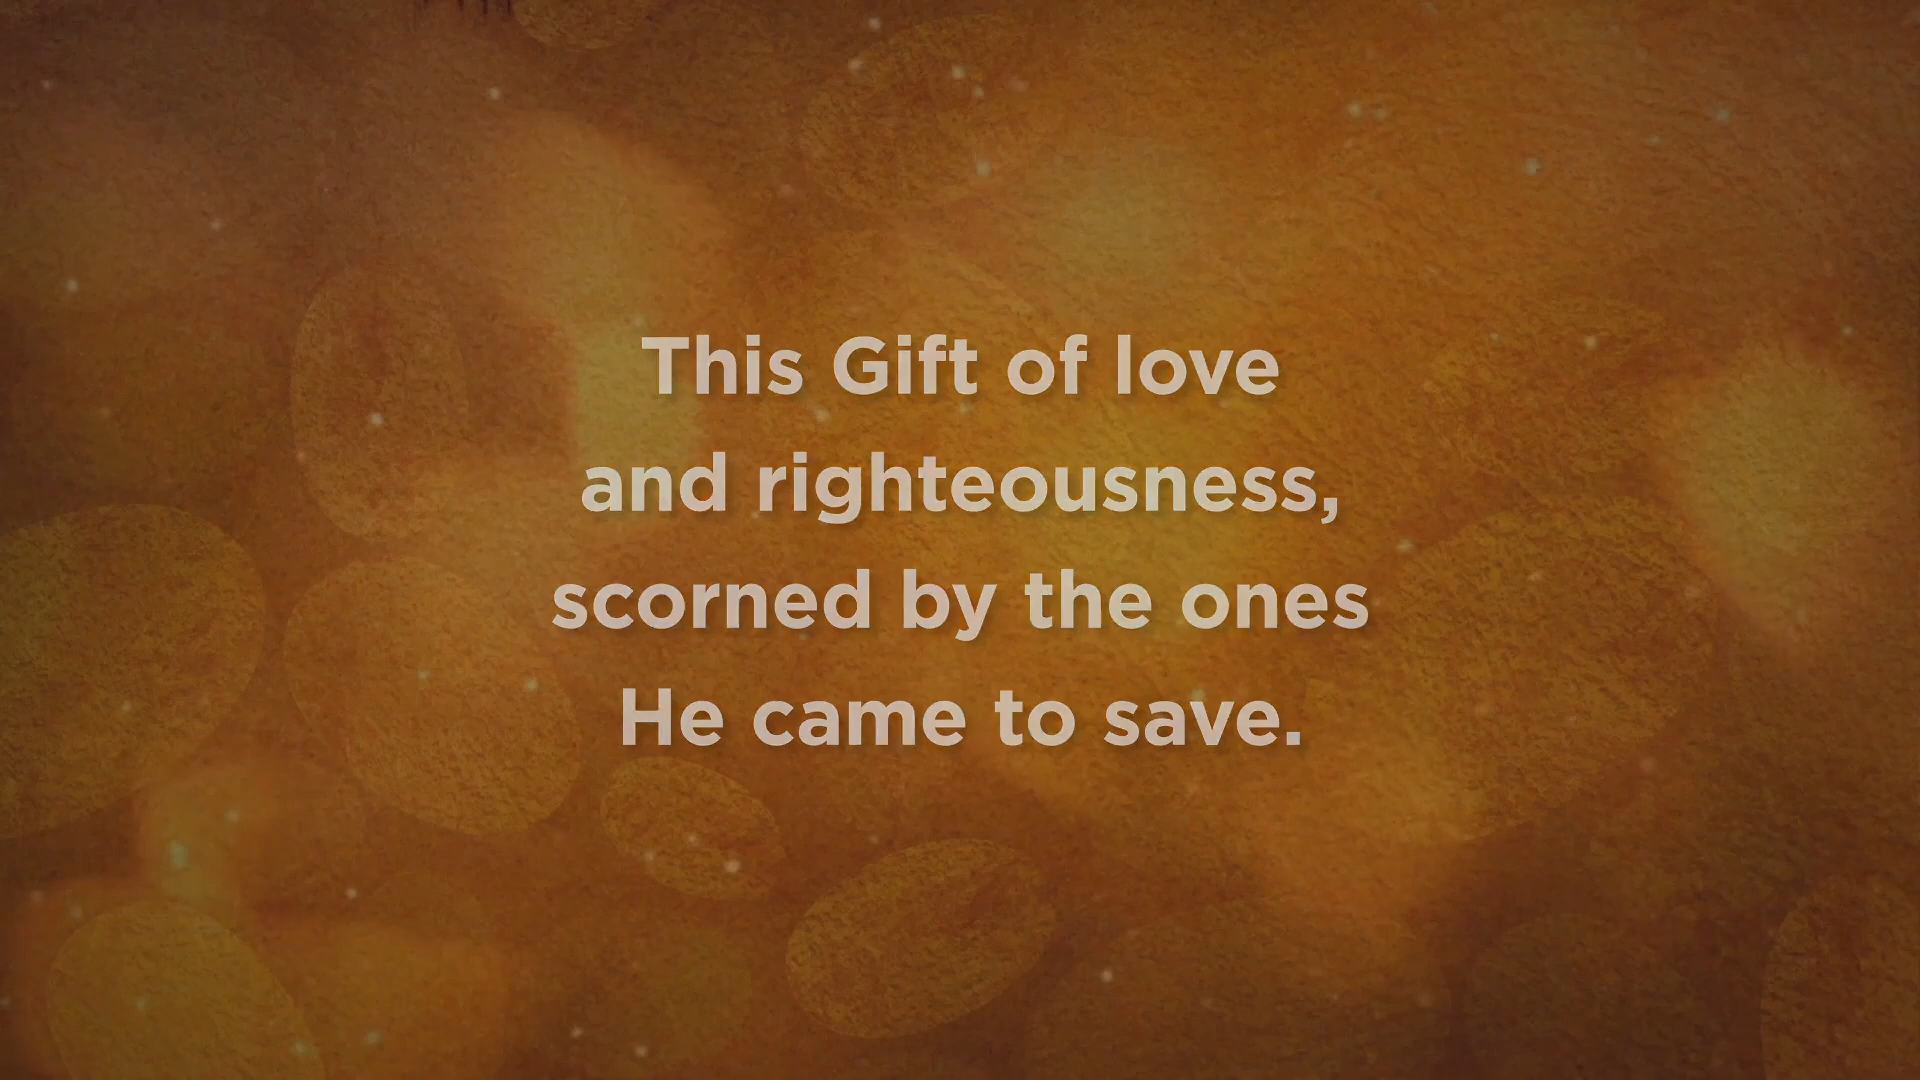 This Gift of love
and righteousness,
scorned by the ones
He came to save.